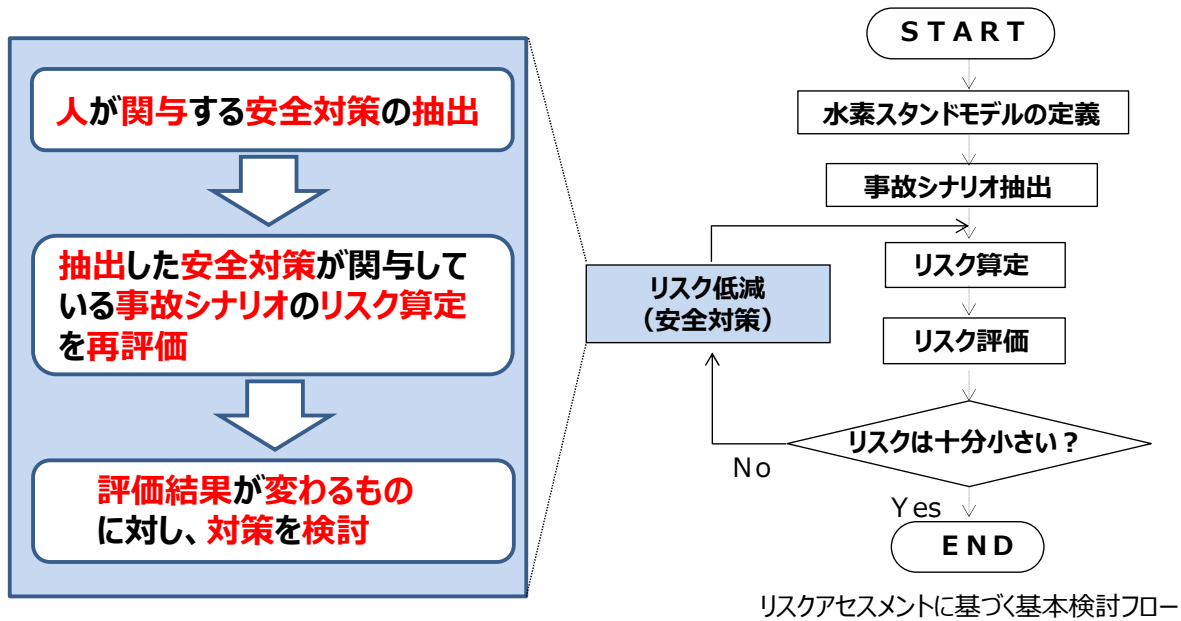 人が関与する安全対策の抽出
抽出した安全対策が関与して
いる事故シナリオのリスク算定
を再評価
評価結果が変わるもの
に対し、対策を検討
START
水素スタンドモデルの定義
事故シナリオ抽出
リスク算定
リスク評価
リスクは十分小さい？
リスク低減
（安全対策）
No
Yes
END
リスクアセスメントに基づく基本検討フロー